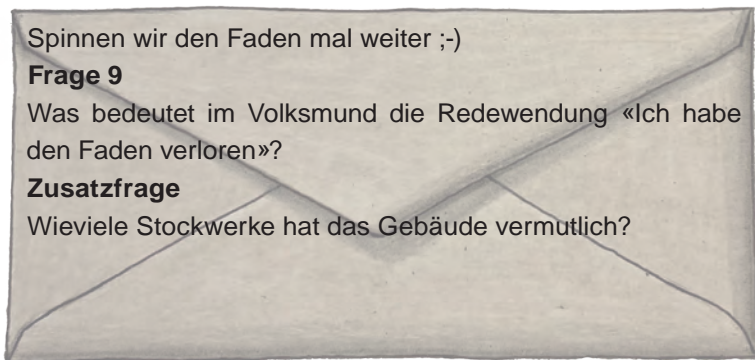 Spinnen wir den Faden mal weiter ;-)
Frage 9
Was bedeutet im Volksmund die Redewendung «Ich habe
den Faden verloren»?
Zusatzfrage
Wieviele Stockwerke hat das Gebäude vermutlich?